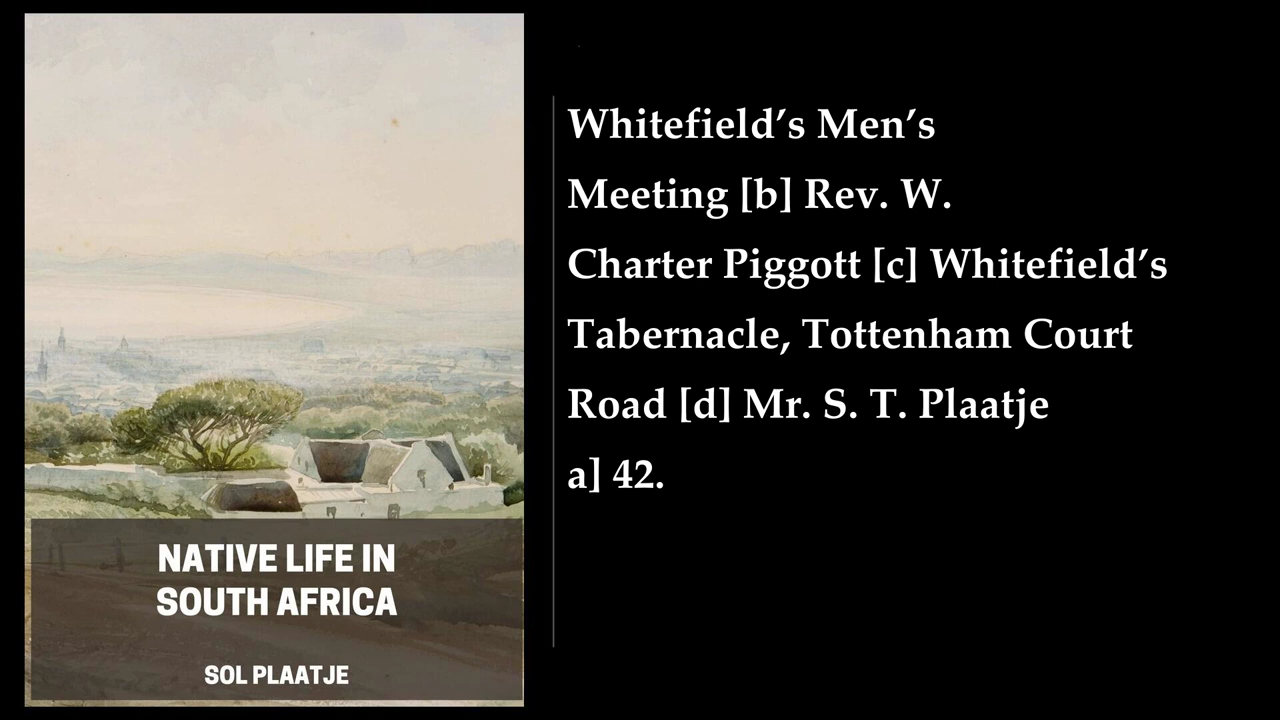 NATIVE LIFE IN
SOUTH AFRICA
SOL PLAATJE
Whitefield’s Men’s
Meeting [b] Rev. W.
Charter Piggott [c] Whitefield’s
Tabernacle, Tottenham Court
Road [d] Mr. S. T. Plaatje
a] 42.